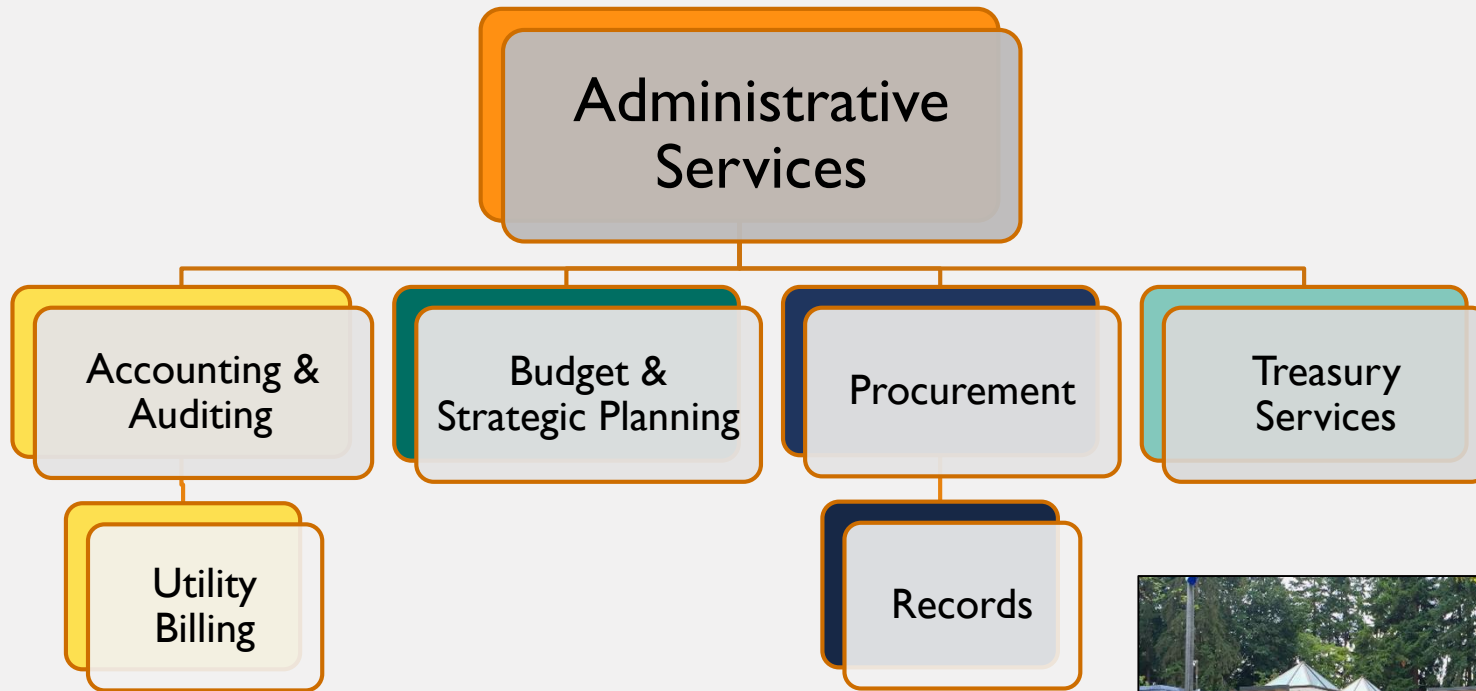 Administrative
Services
Accounting &
Auditing
Budget &
Strategic Planning
Procurement
Treasury
Services
Utility
Billing
Records